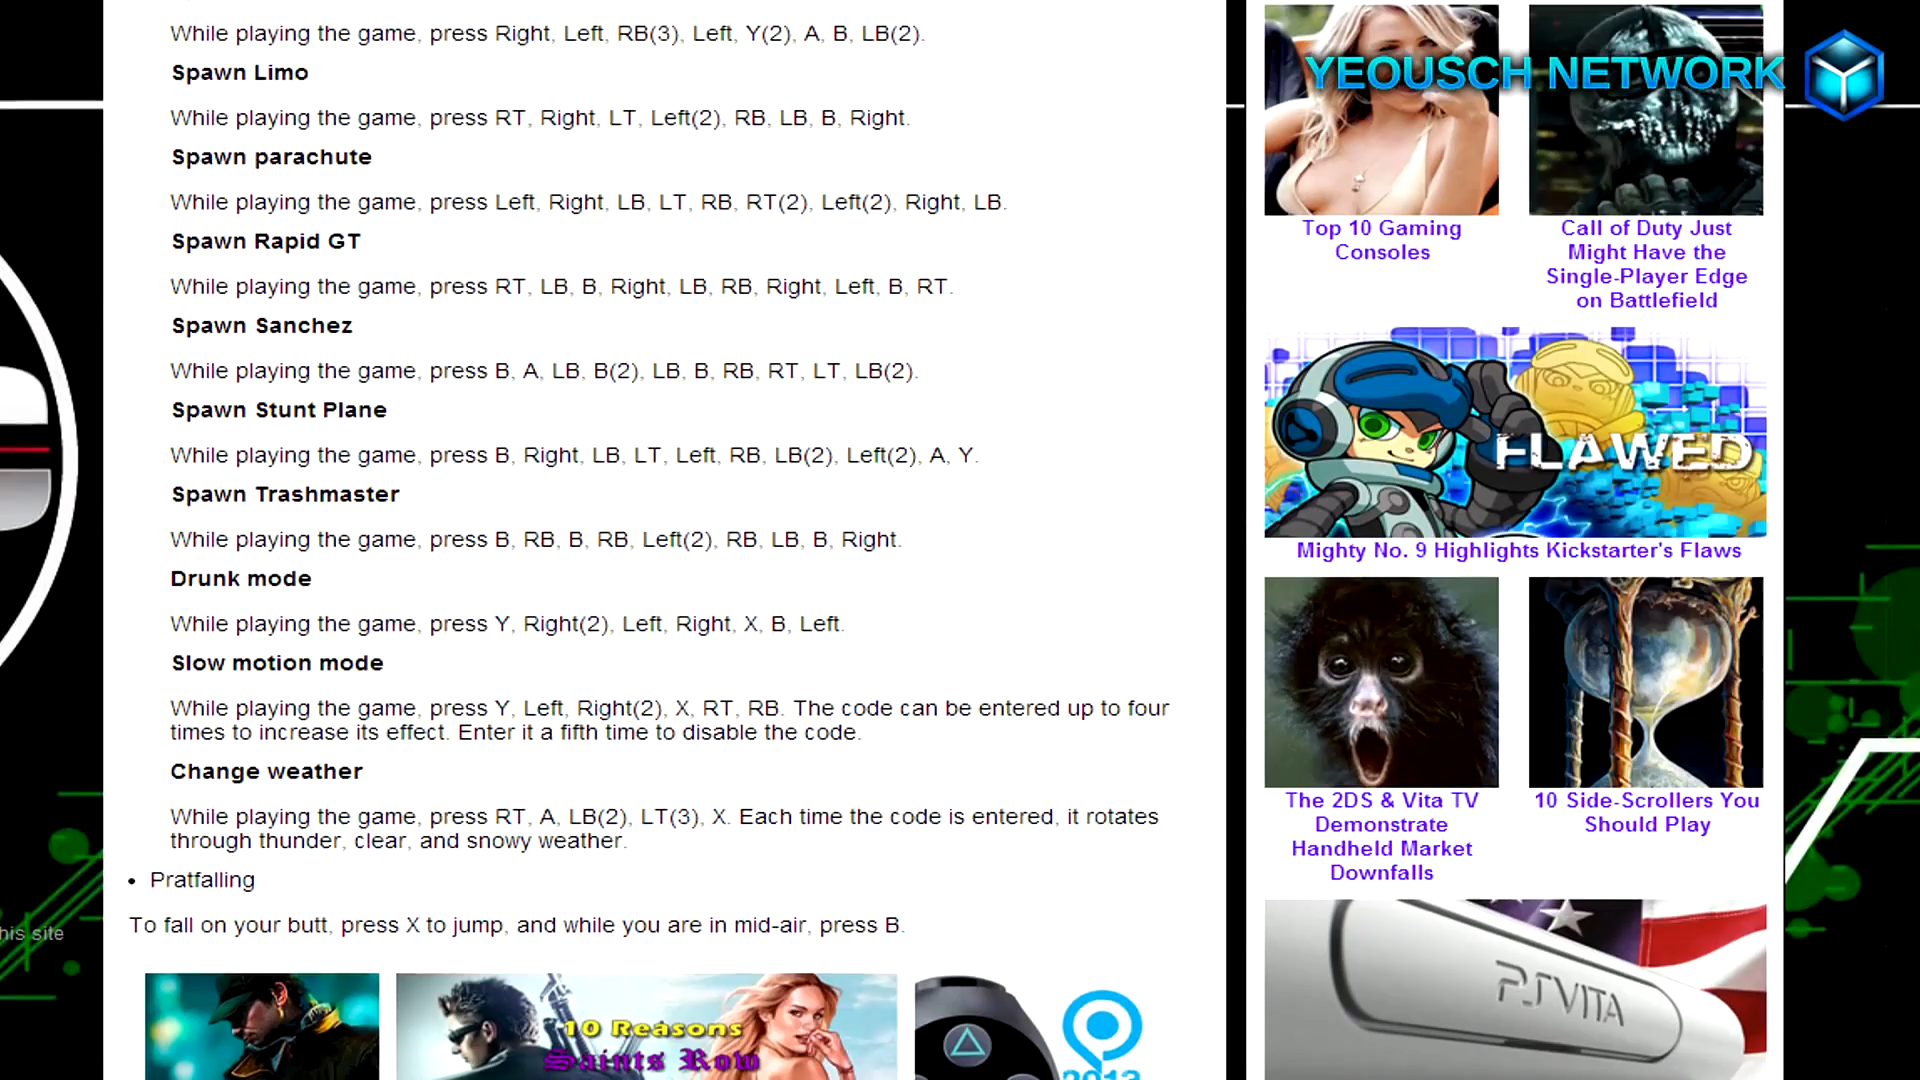 While playing the game, press Right, Left, RB(3), Left, Y(2), A, B, LB(2).
Spawn Limo
While playing the game, press RT, Right, LT, Left(2), RB, LB, B, Right.
Spawn parachute
While playing the game, press Left, Right, LB, LT, RB, RT(2), Left(2), Right, LB.
Spawn Rapid GT
While playing the game, press RT, LB, B, Right, LB, RB, Right, Left, B, RT.
Spawn Sanchez
While playing the game, press B, A, LB, B(2), LB, B, RB, RT, LT, LB(2).
Spawn Stunt Plane
While playing the game, press B, Right, LB, LT, Left, RB, LB(2), Left(2), A, Y.
Spawn Trashmaster
While playing the game, press B, RB, B, RB, Left(2), RB, LB, B, Right.
Drunk mode
While playing the game, press Y, Right(2), Left, Right, X, B, Left.
Slow motion mode
While playing the game, press Y, Left, Right(2), X, RT, RB. The code can be entered up to four
times to increase its effect. Enter it a fifth time to disable the code.
Change weather
While playing the game, press RT, A, LB(2), LT(3), X. Each time the code is entered, it rotates
through thunder, clear, and snowy weather.
• Pratfalling
To fall on your butt, press X to jump, and while you are in mid-air, press B.
his site
10 Reasons
Saints Row
2013
YEOUSCH NETWORK
Top 10 Gaming
Consoles
Call of Duty Just
Might Have the
Single-Player Edge
on Battlefield
FLAWED
Mighty No. 9 Highlights Kickstarter's Flaws
The 2DS & Vita TV
Demonstrate
Handheld Market
Downfalls
10 Side-Scrollers You
Should Play
PSVITA